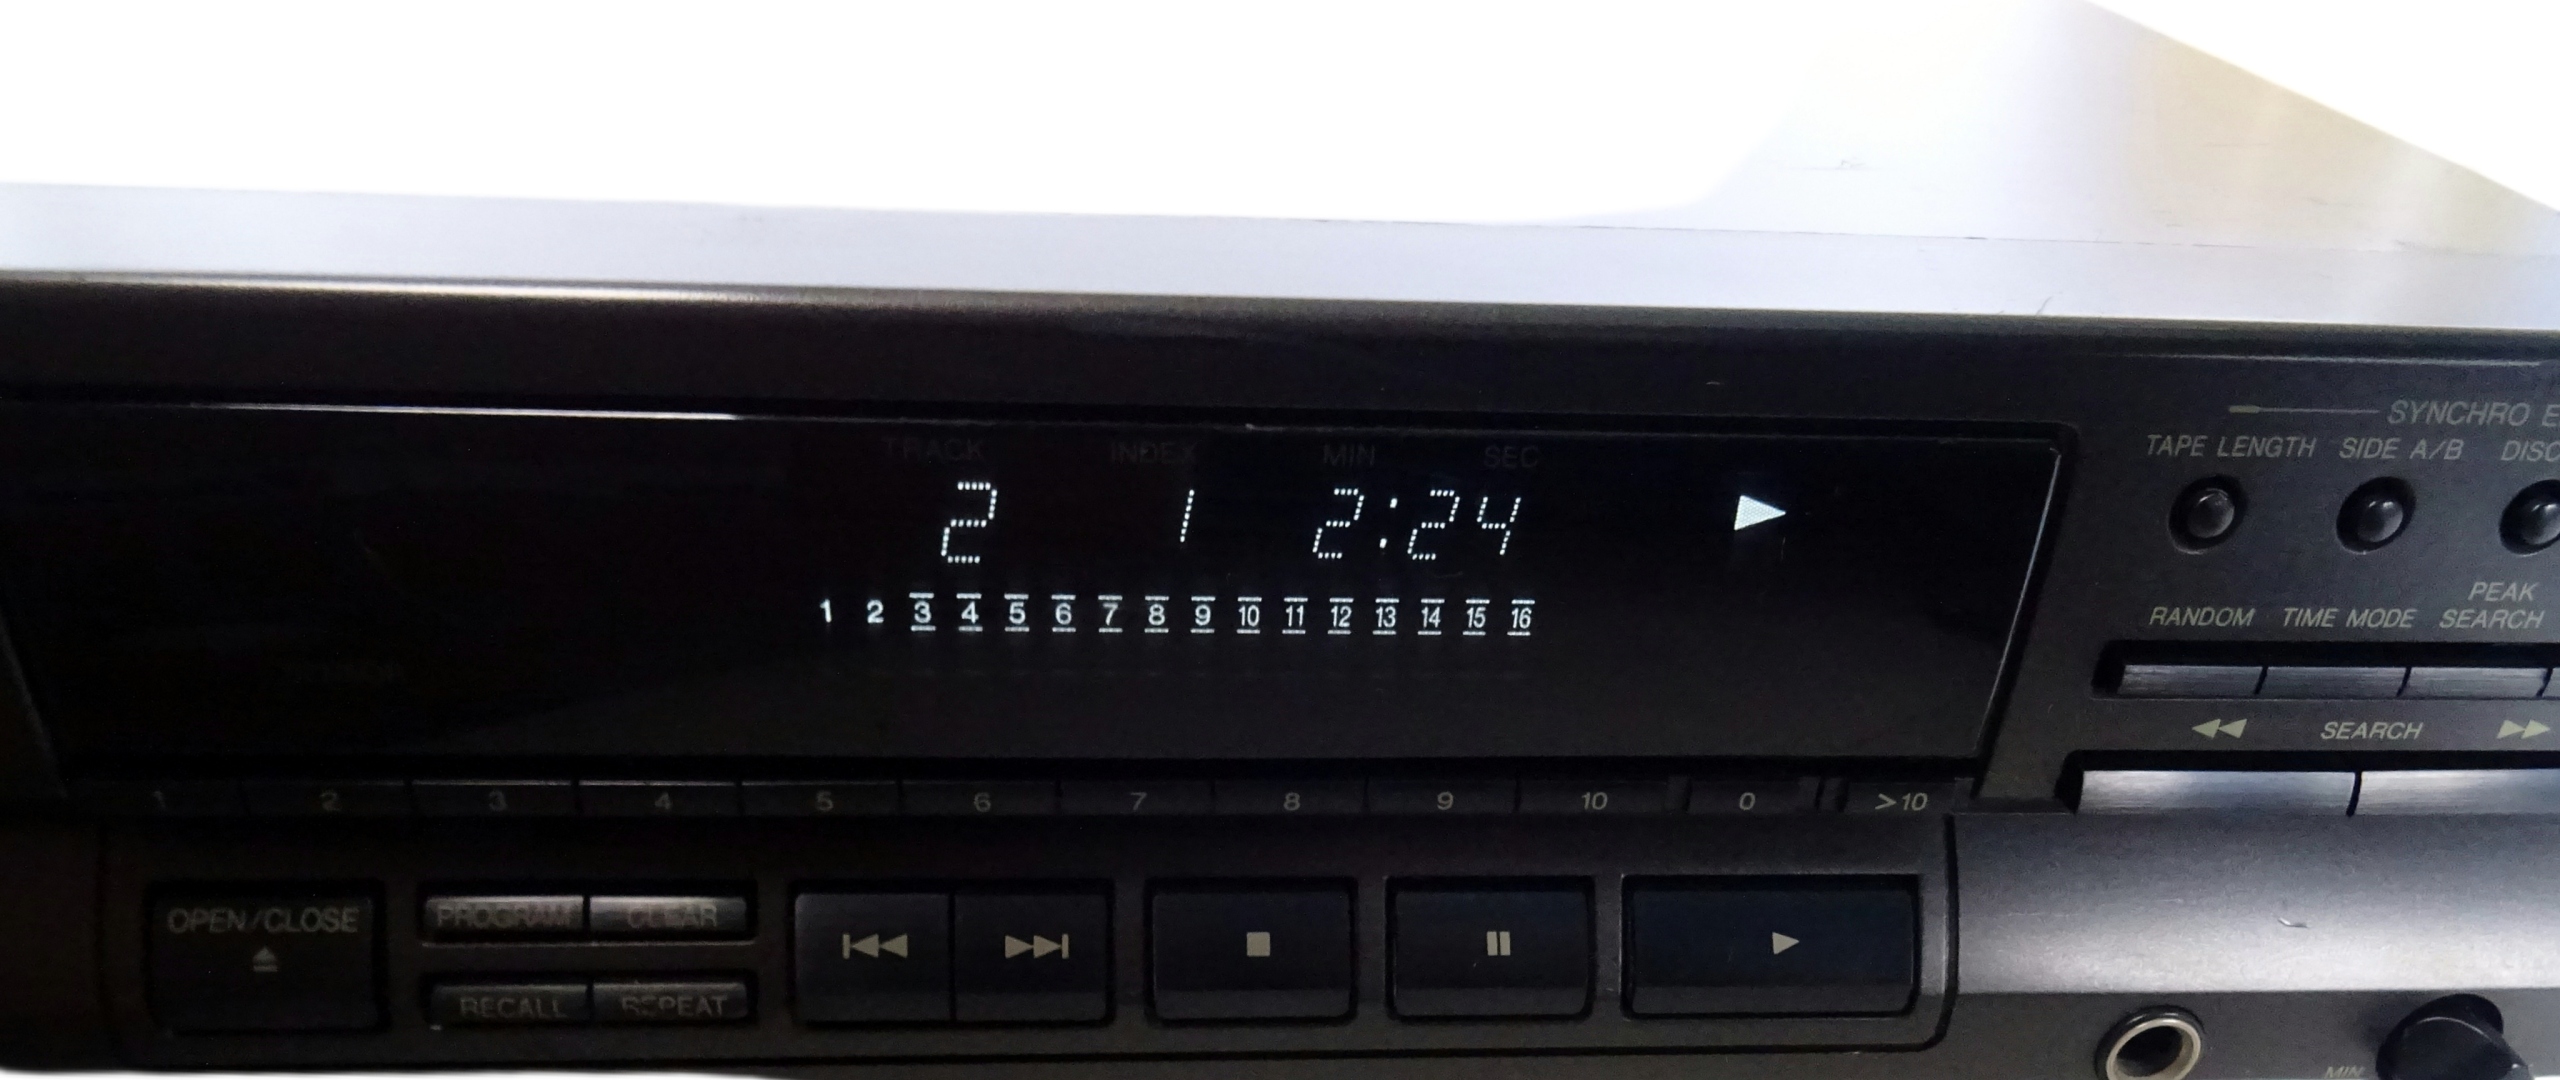 SYNCHRO E
TAPE LENGTH SIDE A/B DISC
TRACK INDEX MIN SEC
2 1 2:24
1 2 3 4 5 6 7 8 9 10 11 12 13 14 15 16
PEAK
RANDOM TIME MODE SEARCH
SEARCH
1 2 3 4 5 6 7 8 9 10 0 >10
OPEN/CLOSE
PROGRAM CLEAR
RECALL REPEAT
MIN